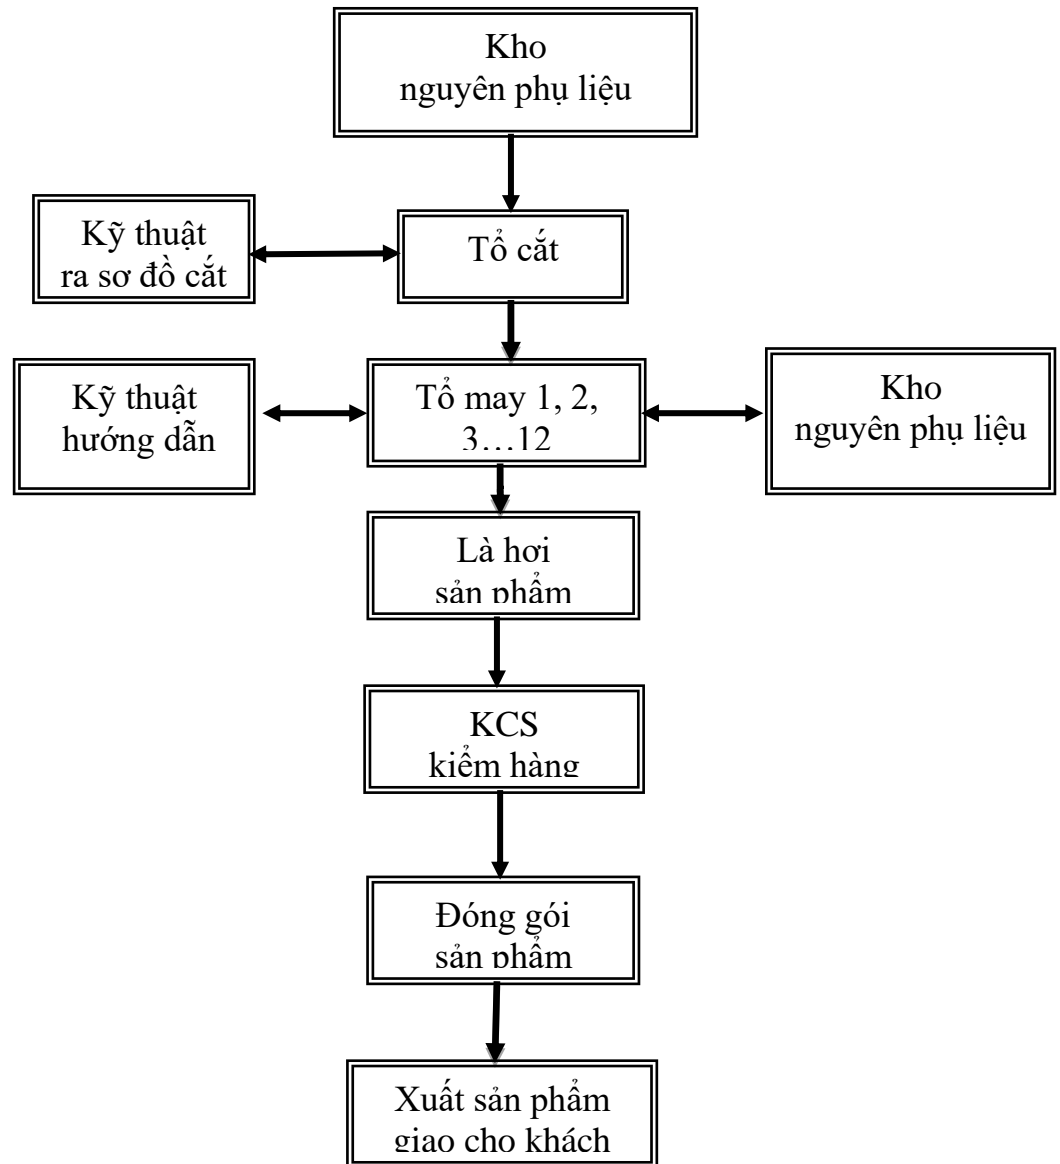 Kho
nguyên phụ liệu
Kỹ thuật
ra sơ đồ cắt
Tổ cắt
Kỹ thuật
hướng dẫn
Tổ may 1, 2,
3…12
Kho
nguyên phụ liệu
Là hơi
sản phẩm
KCS
kiểm hàng
Đóng gói
sản phẩm
Xuất sản phẩm
giao cho khách